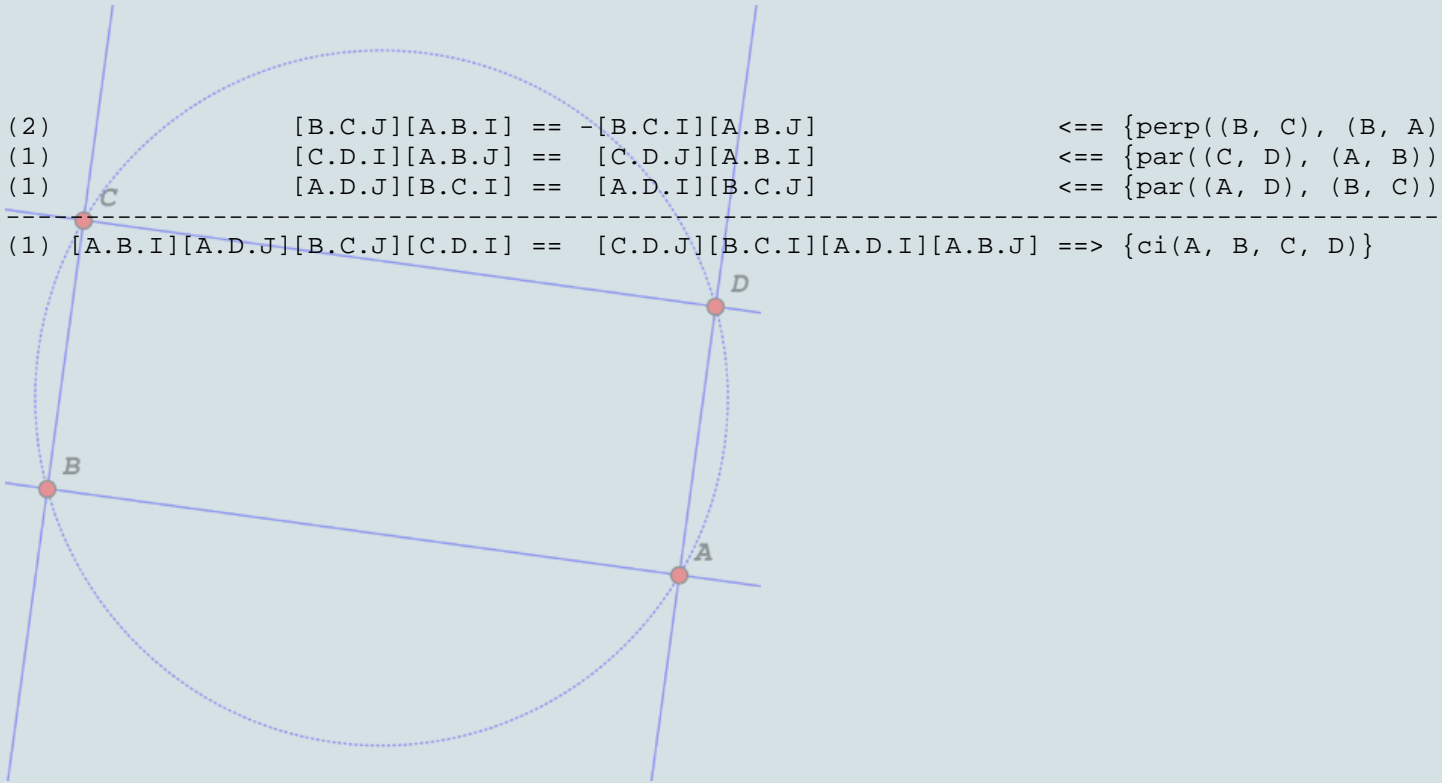 (2)               [B.C.J][A.B.I] == -[B.C.I][A.B.J]               <== {perp((B, C), (B, A)
(1)               [C.D.I][A.B.J] ==  [C.D.J][A.B.I]               <== {par((C, D), (A, B))
(1)               [A.D.J][B.C.I] ==  [A.D.I][B.C.J]               <== {par((A, D), (B, C))
C
-------------------------------------------------------------------------------------------
(1) [A.B.I][A.D.J][B.C.J][C.D.I] ==  [C.D.J][B.C.I][A.D.I][A.B.J] ==> {ci(A, B, C, D)}
D
B
A